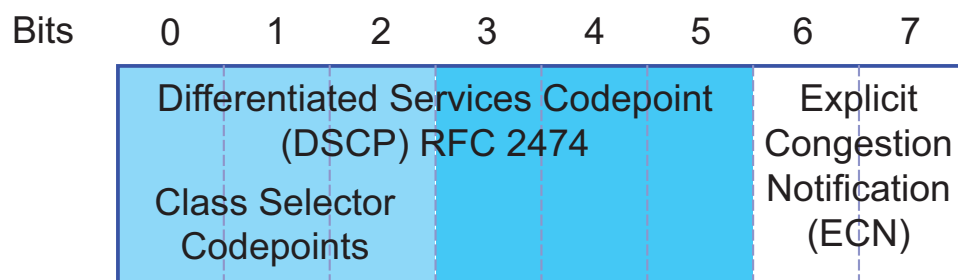 Bits 0 1 2 3 4 5 6 7
Differentiated Services Codepoint
(DSCP) RFC 2474
Class Selector
Codepoints
Explicit
Congestion
Notification
(ECN)